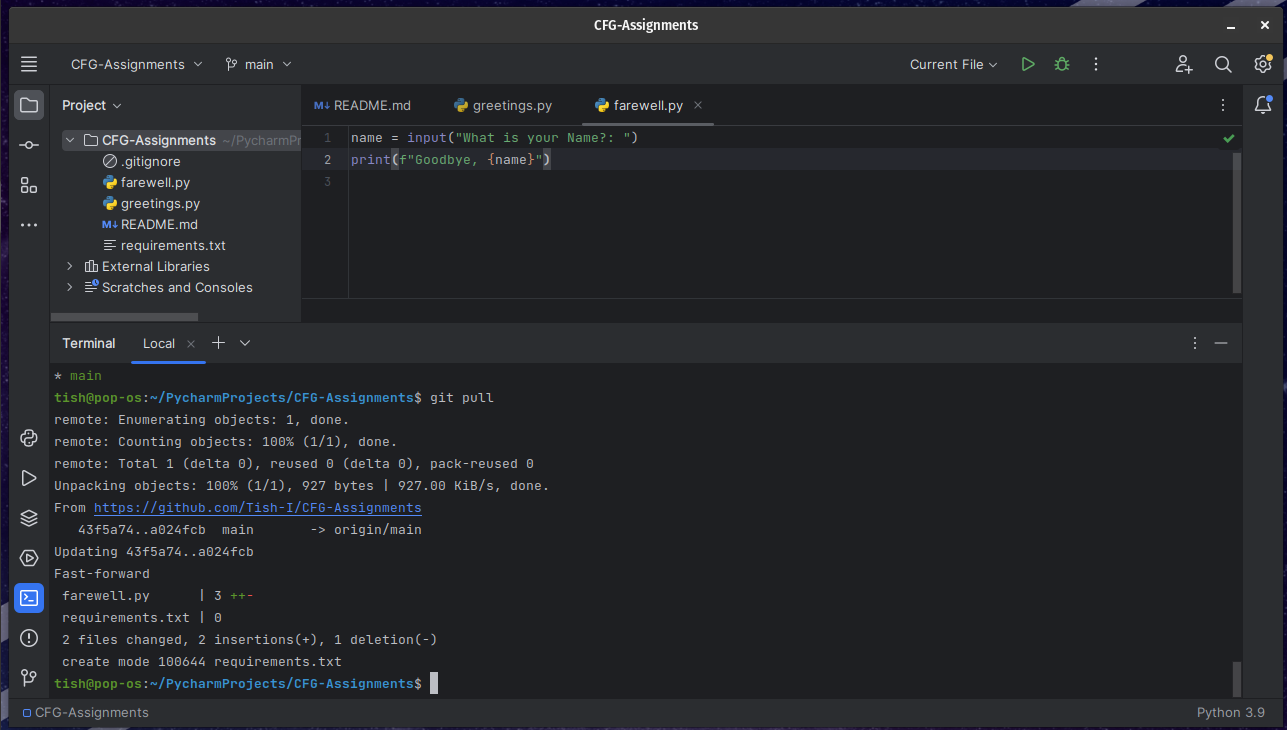 CFG-Assignments
CFG-Assignments
main
Current File
Project
README.md
greetings.py
farewell.py
CFG-Assignments ~/PycharmPr
.gitignore
farewell.py
greetings.py
README.md
requirements.txt
External Libraries
Scratches and Consoles
1 name = input("What is your Name?: ")
2 print(f"Goodbye, {name}")
3
Terminal
Local
* main
tish@pop-os:~/PycharmProjects/CFG-Assignments$ git pull
remote: Enumerating objects: 1, done.
remote: Counting objects: 100% (1/1), done.
remote: Total 1 (delta 0), reused 0 (delta 0), pack-reused 0
Unpacking objects: 100% (1/1), 927 bytes | 927.00 KiB/s, done.
From https://github.com/Tish-I/CFG-Assignments
43f5a74..a024fcb main -> origin/main
Updating 43f5a74..a024fcb
Fast-forward
farewell.py | 3 ++-
requirements.txt | 0
2 files changed, 2 insertions(+), 1 deletion(-)
create mode 100644 requirements.txt
tish@pop-os:~/PycharmProjects/CFG-Assignments$
CFG-Assignments
Python 3.9